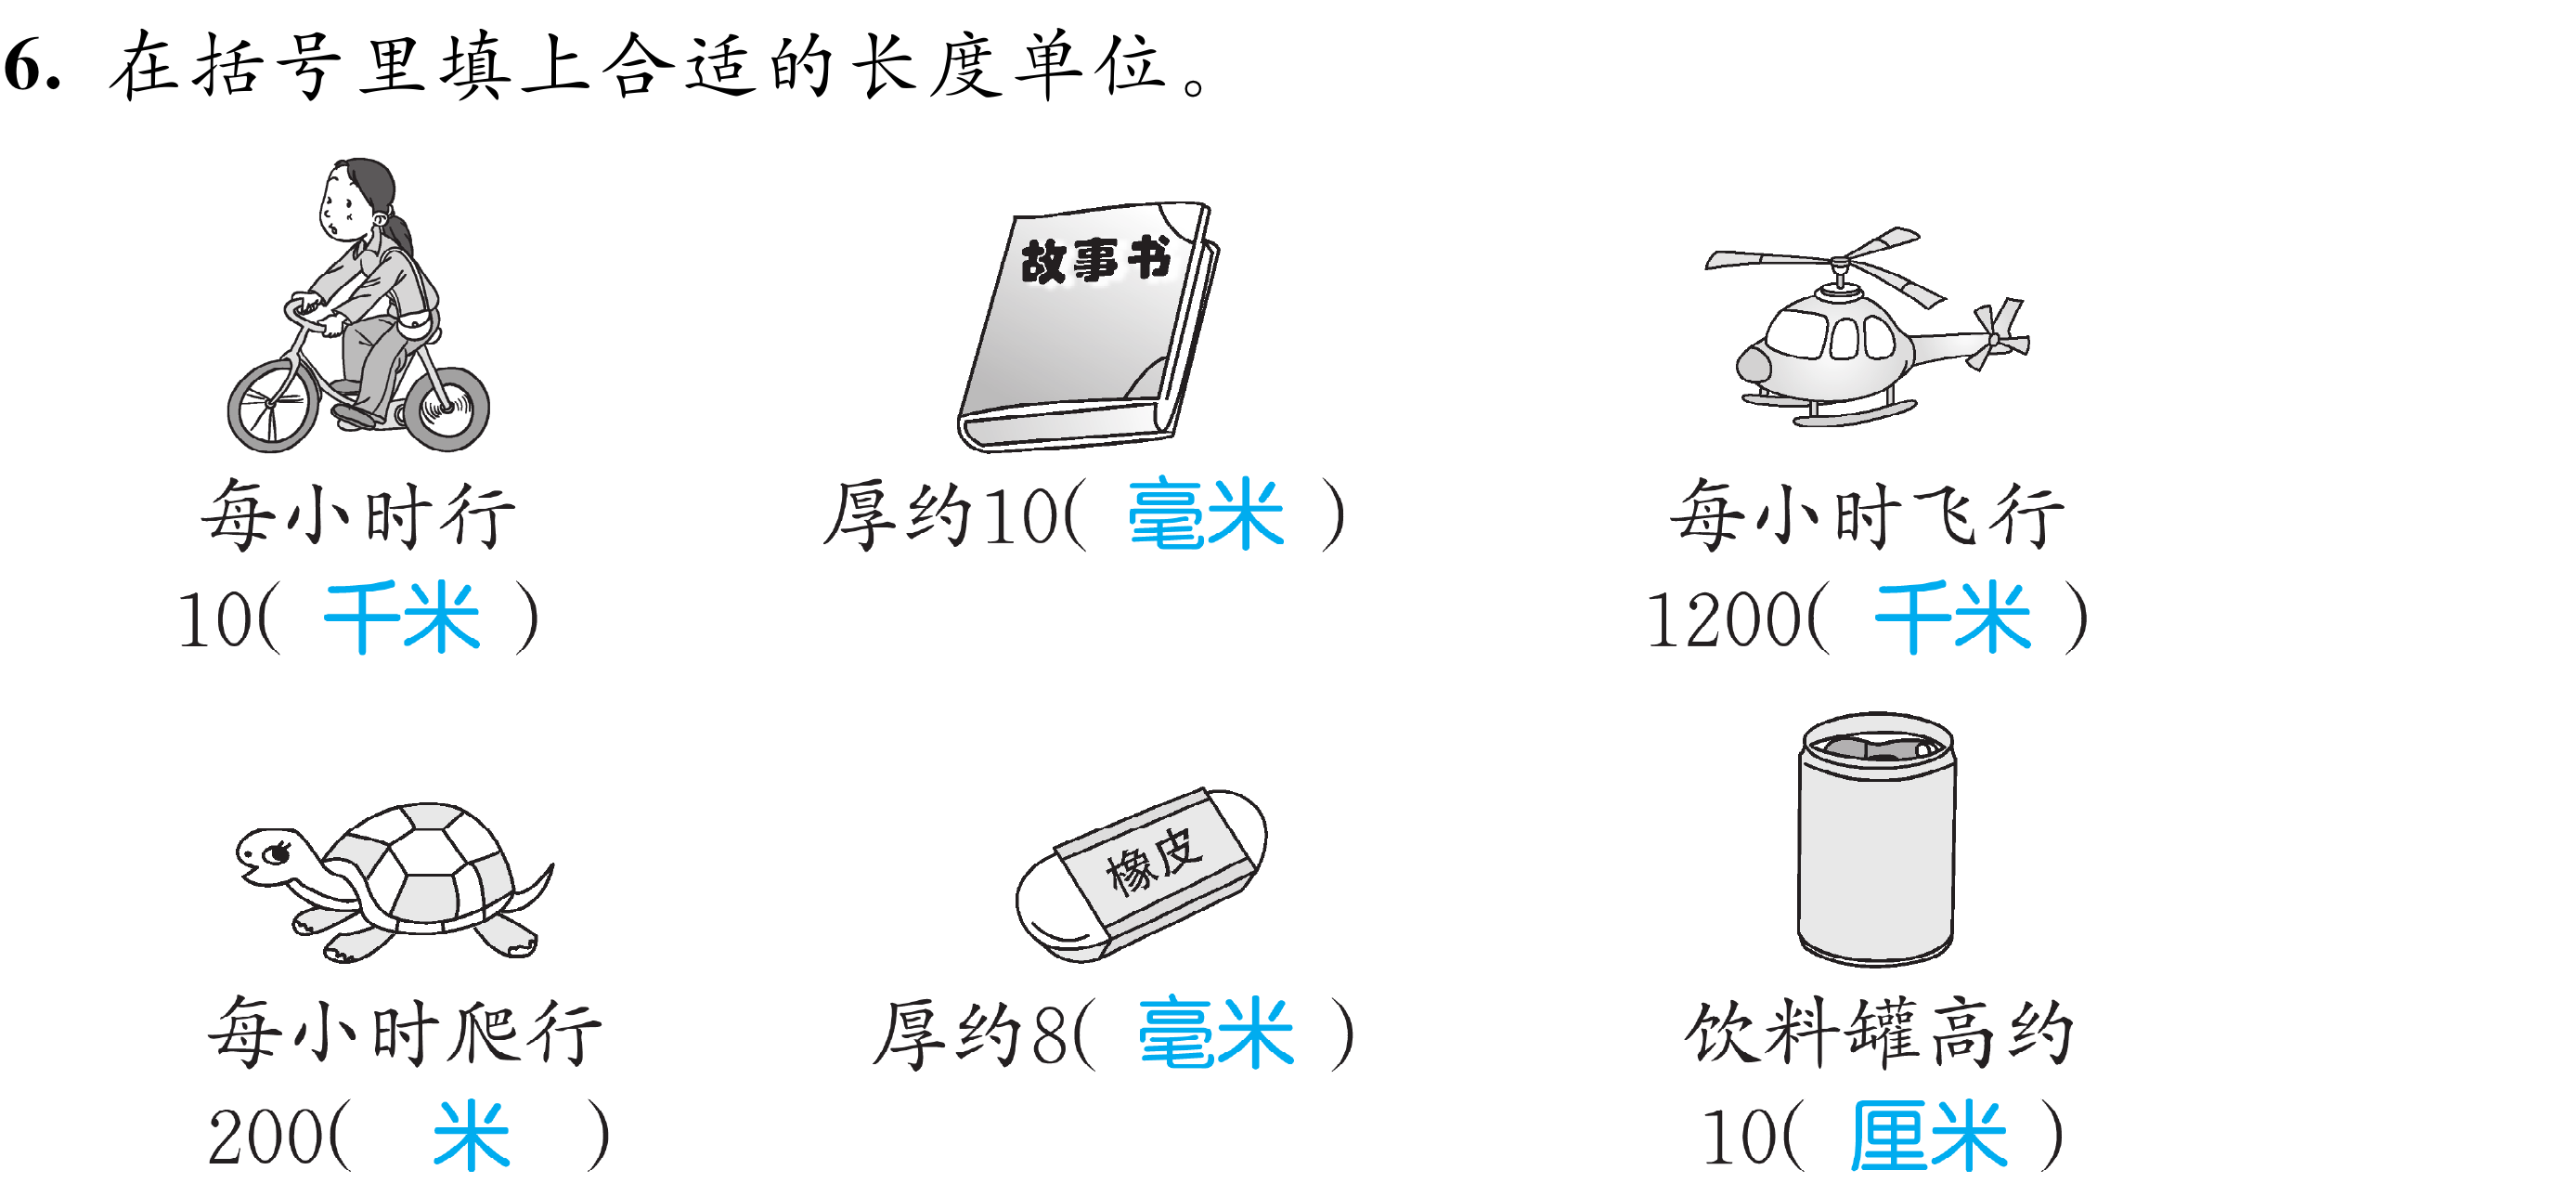 6. 在括号里填上合适的长度单位。
故事书
每小时行
10( 千米 )
厚约10( 毫米 )
每小时飞行
1200( 千米 )
橡皮
每小时爬行
200( 米 )
厚约8( 毫米 )
饮料罐高约
10( 厘米 )